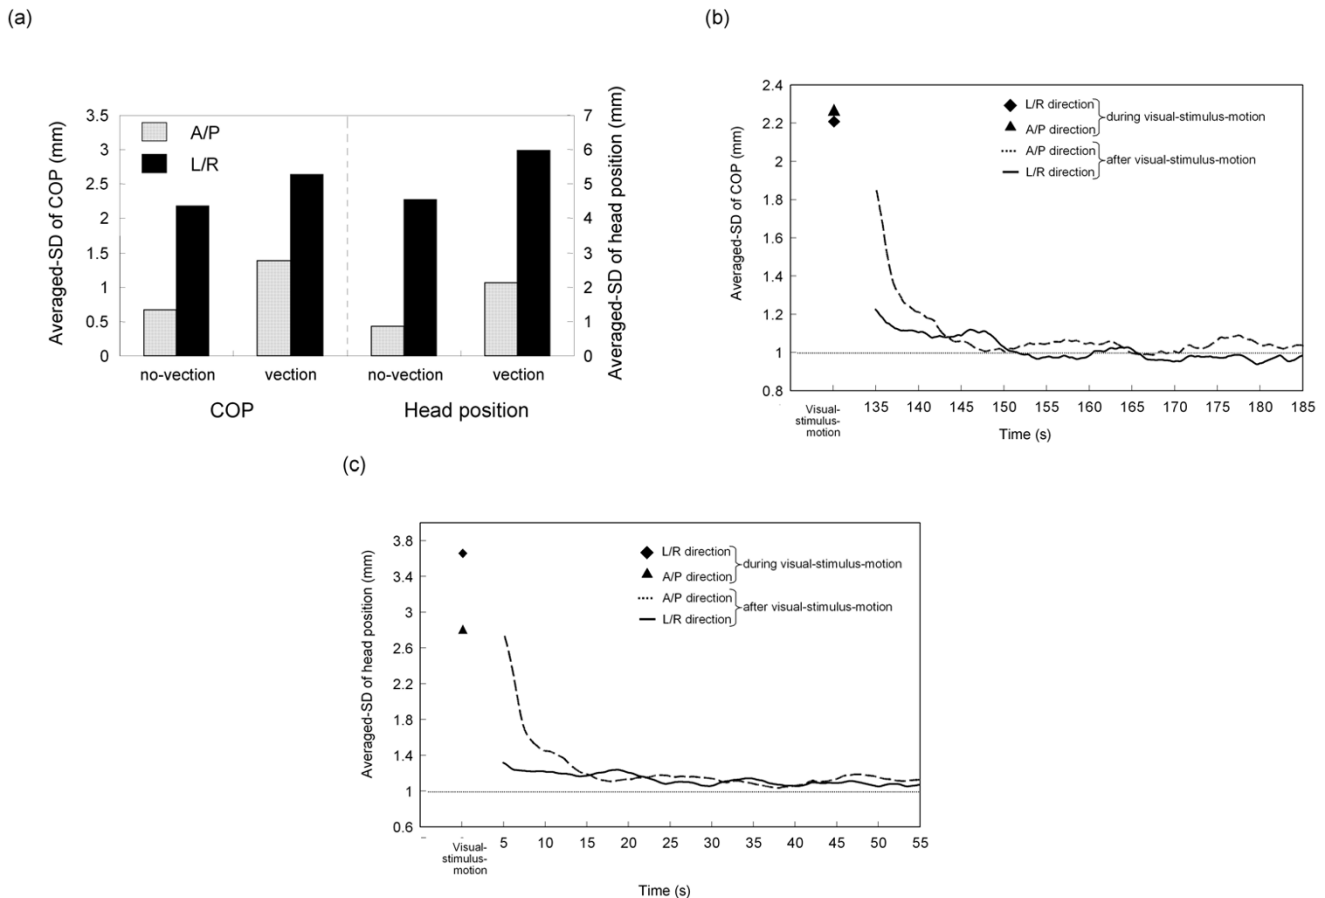 (a)
Averaged-SD of COP (mm)
3.5
3
2.5
2
1.5
1
0.5
0
A/P
L/R
7
6
5
4
3
2
1
0
Averaged-SD of head position (mm)
no-vection
vection
no-vection
vection
COP
Head position
(b)
Averaged-SD of COP (mm)
2.4
2.2
2
1.8
1.6
1.4
1.2
1
0.8
L/R direction
A/P direction
during visual-stimulus-motion
A/P direction
L/R direction
after visual-stimulus-motion
Visual-
stimulus-
motion
135 140 145 150 155 160 165 170 175 180 185
Time (s)
(c)
Averaged-SD of head position (mm)
3.8
3.4
3
2.6
2.2
1.8
1.4
1
0.6
L/R direction
A/P direction
during visual-stimulus-motion
A/P direction
L/R direction
after visual-stimulus-motion
Visual-
stimulus-
motion
5 10 15 20 25 30 35 40 45 50 55
Time (s)